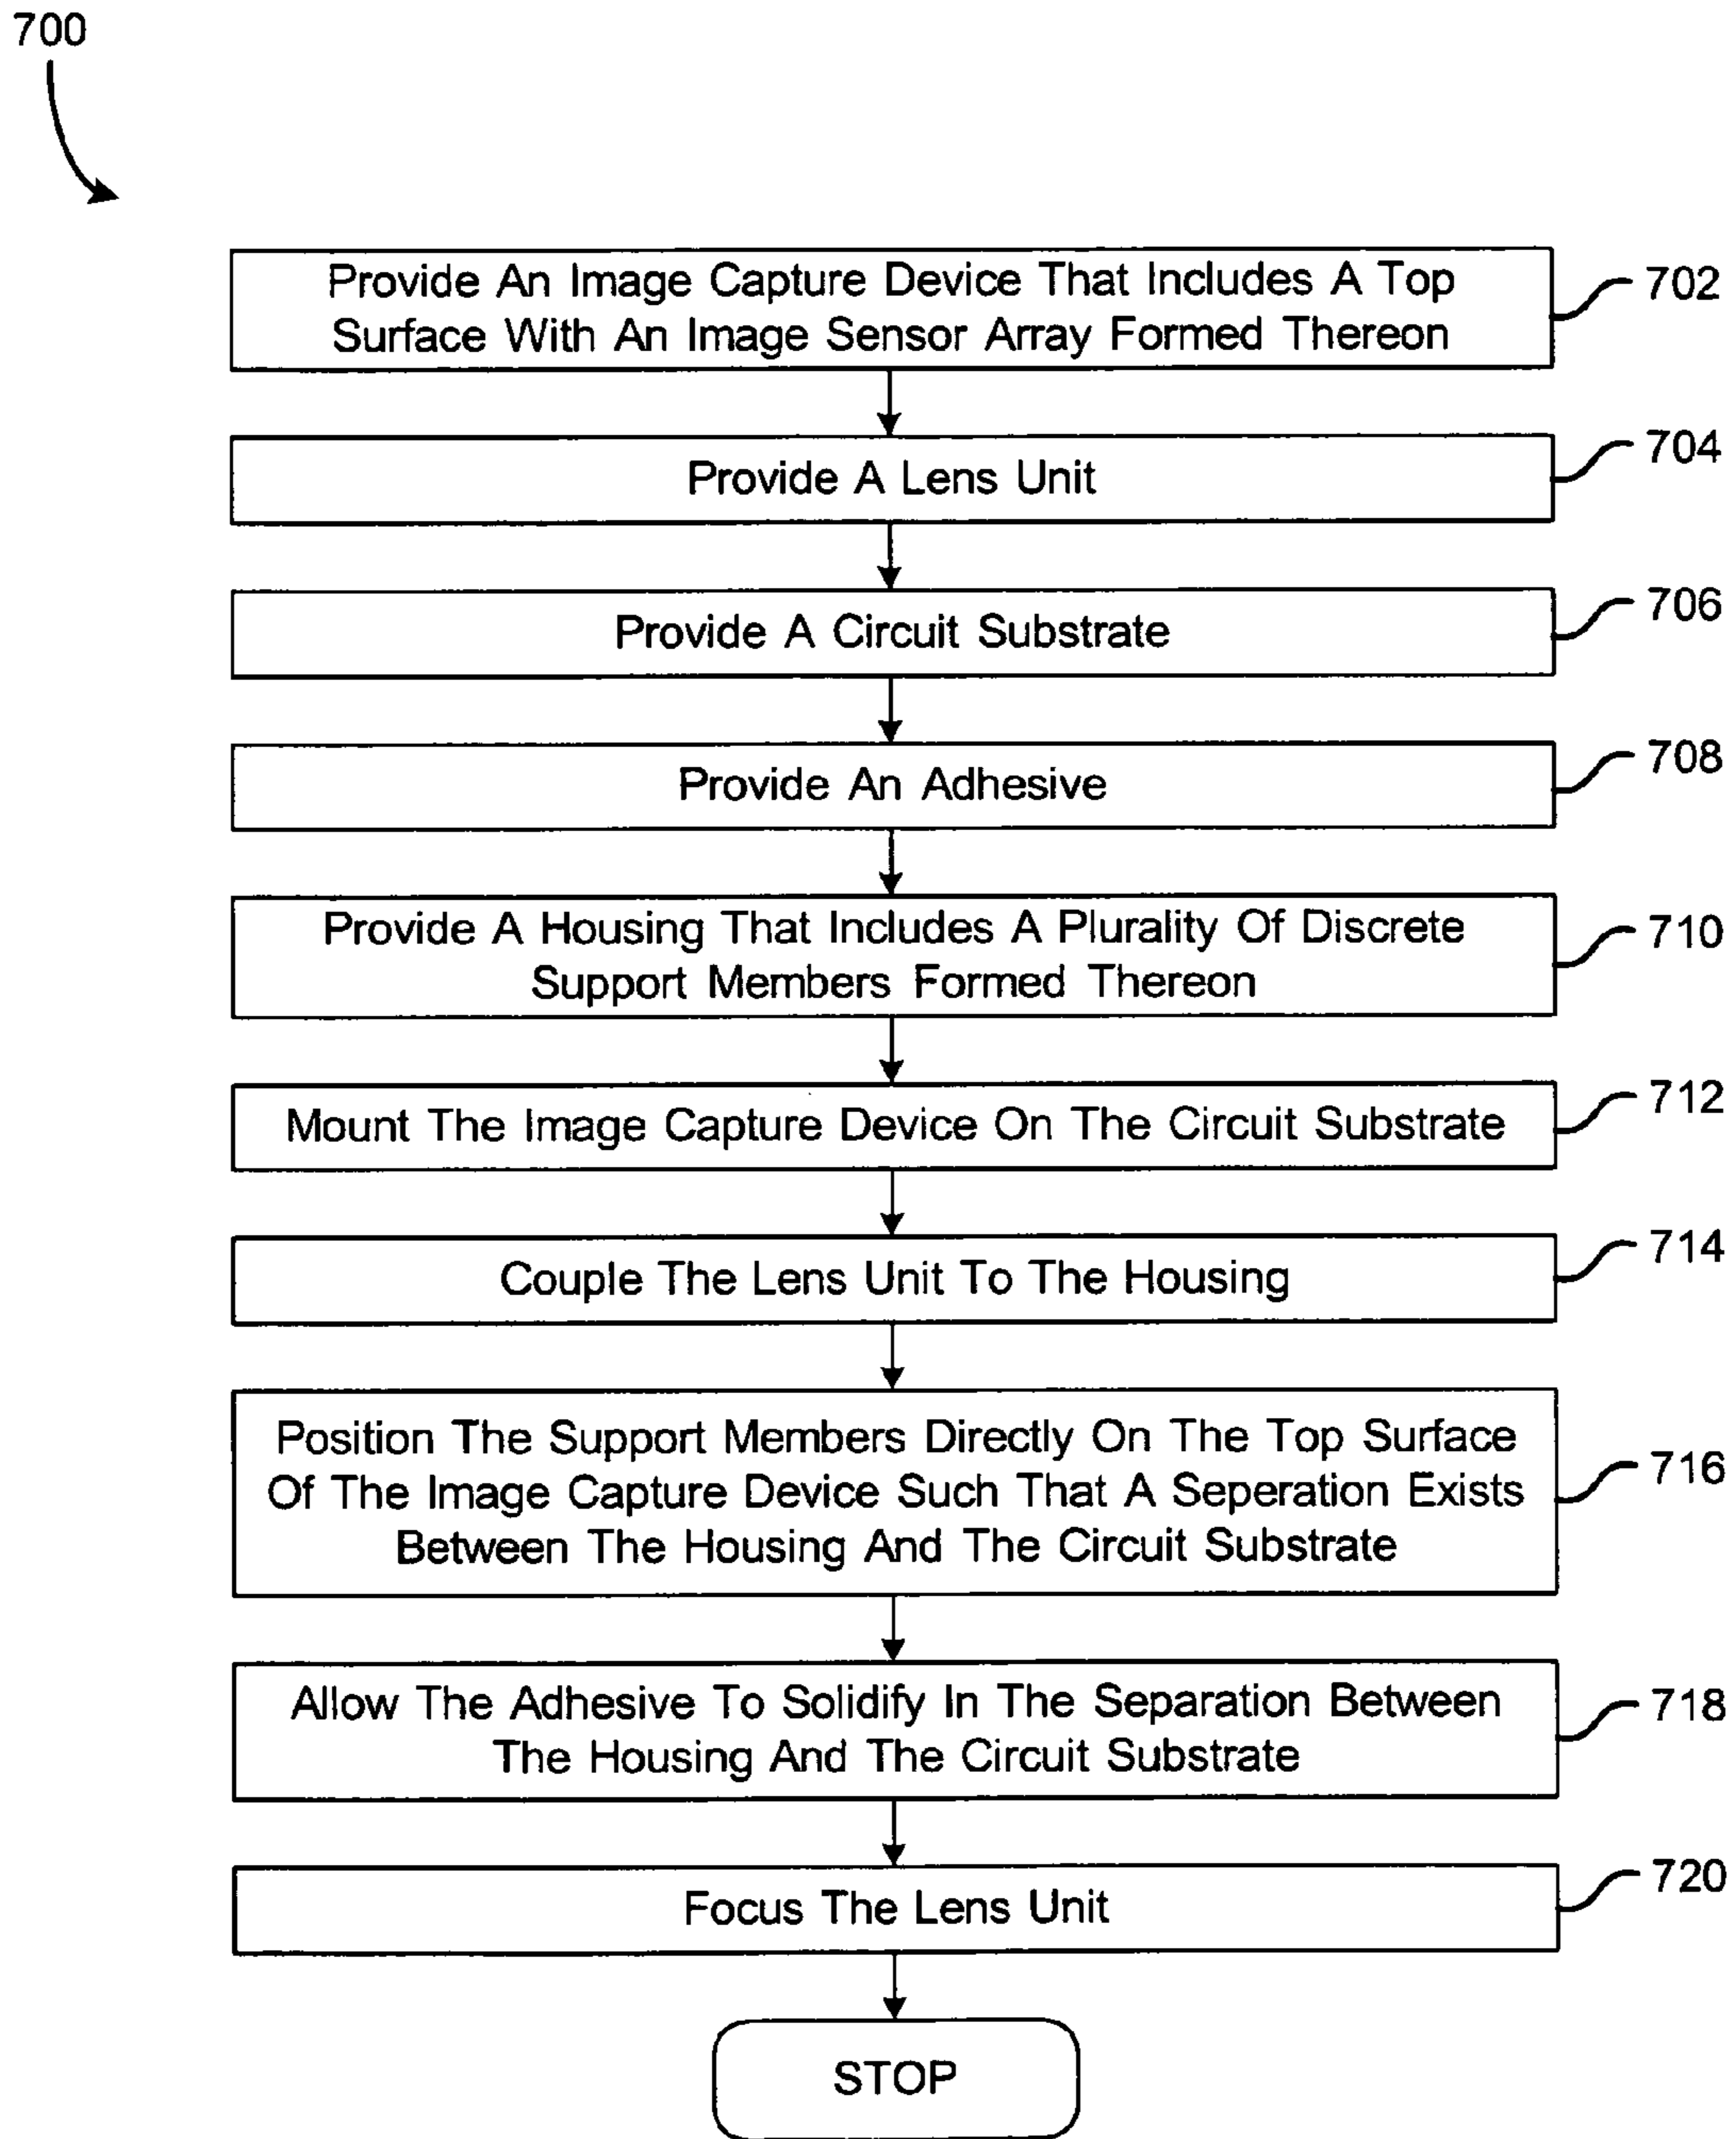 700
Provide An Image Capture Device That Includes A Top
Surface With An Image Sensor Array Formed Thereon
702
Provide A Lens Unit
704
Provide A Circuit Substrate
706
Provide An Adhesive
708
Provide A Housing That Includes A Plurality Of Discrete
Support Members Formed Thereon
710
Mount The Image Capture Device On The Circuit Substrate
712
Couple The Lens Unit To The Housing
714
Position The Support Members Directly On The Top Surface
Of The Image Capture Device Such That A Seperation Exists
Between The Housing And The Circuit Substrate
716
Allow The Adhesive To Solidify In The Separation Between
The Housing And The Circuit Substrate
718
Focus The Lens Unit
720
STOP